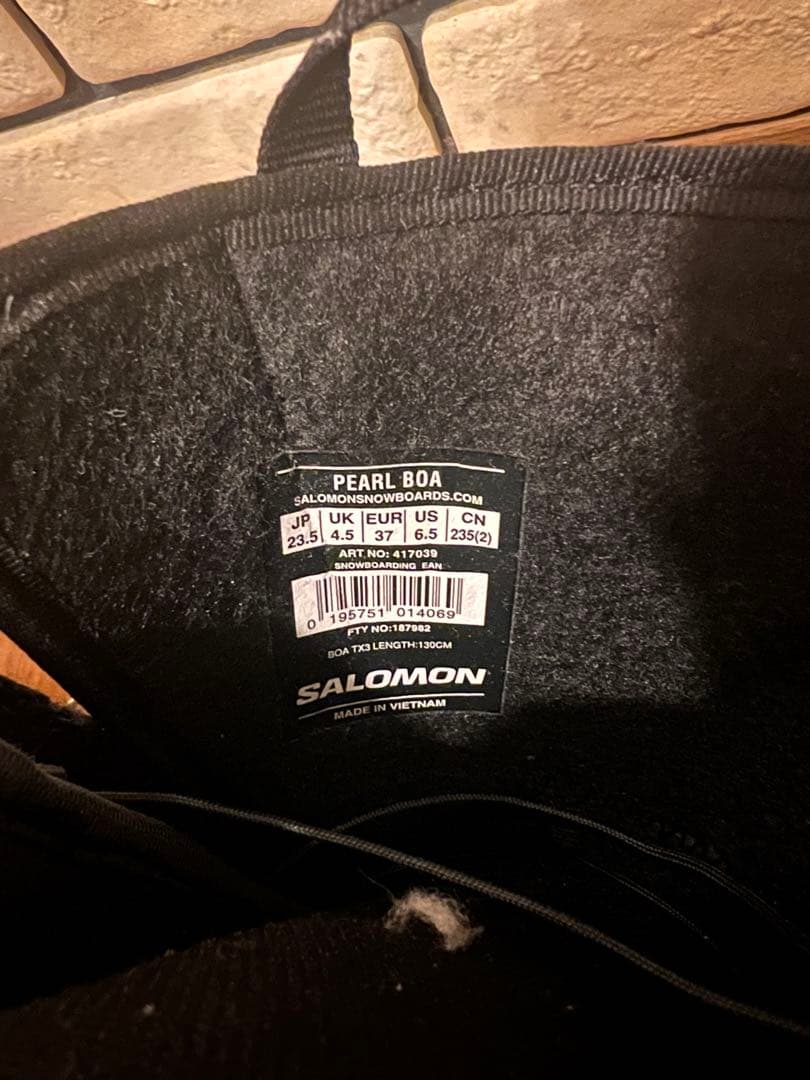 PEARL BOA
SALOMONSNOWBOARDS.COM
JP UK EUR US CN
23.5 4.5 37 6.5 235(2)
ART NO: 417039
SNOWBOARDING EAN
0 195751 014069
FTY NO:187982
BOA TX3 LENGTH:130CM
SALOMON
MADE IN VIETNAM